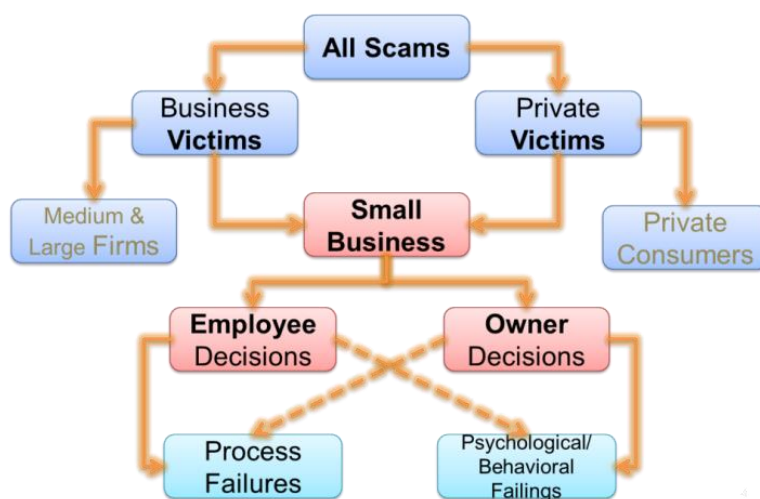 All Scams
Business
Victims
Private
Victims
Medium &
Large Firms
Small
Business
Private
Consumers
Employee
Decisions
Owner
Decisions
Process
Failures
Psychological/
Behavioral
Failings